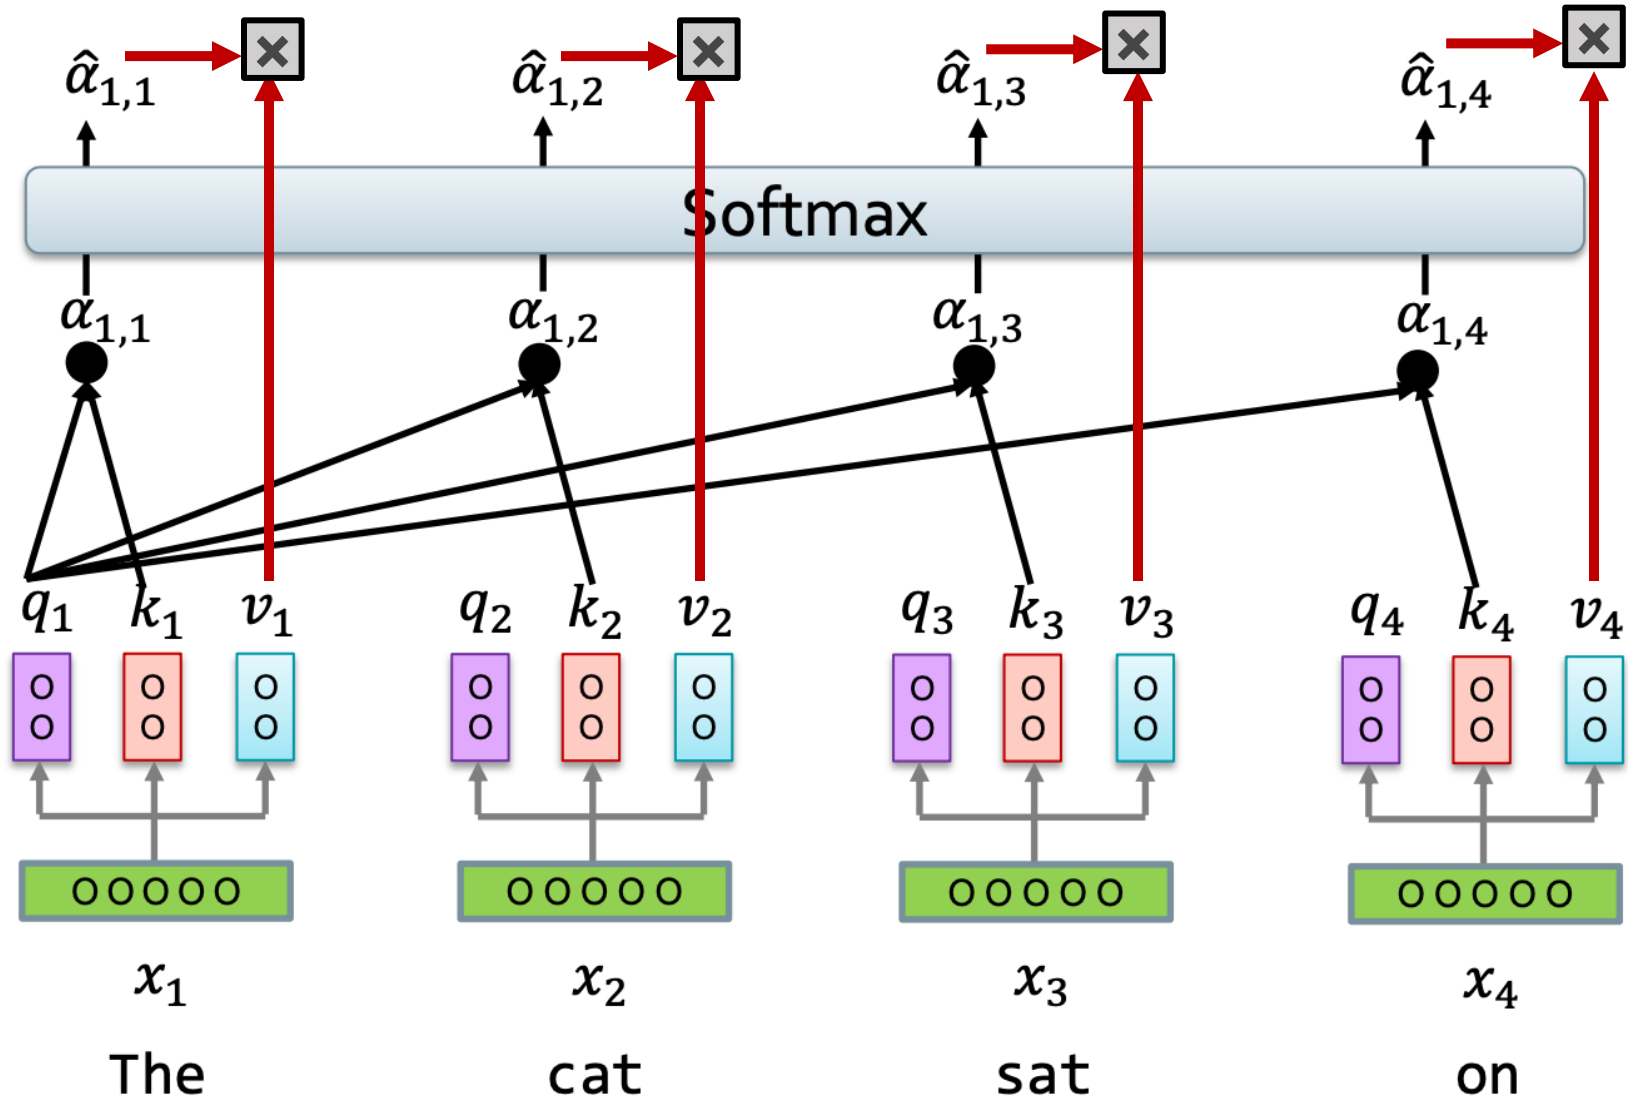 α̂1,1 α̂1,2 α̂1,3 α̂1,4
Softmax
α1,1 α1,2 α1,3 α1,4
q1 k1 v1 q2 k2 v2 q3 k3 v3 q4 k4 v4
x1 x2 x3 x4
The cat sat on